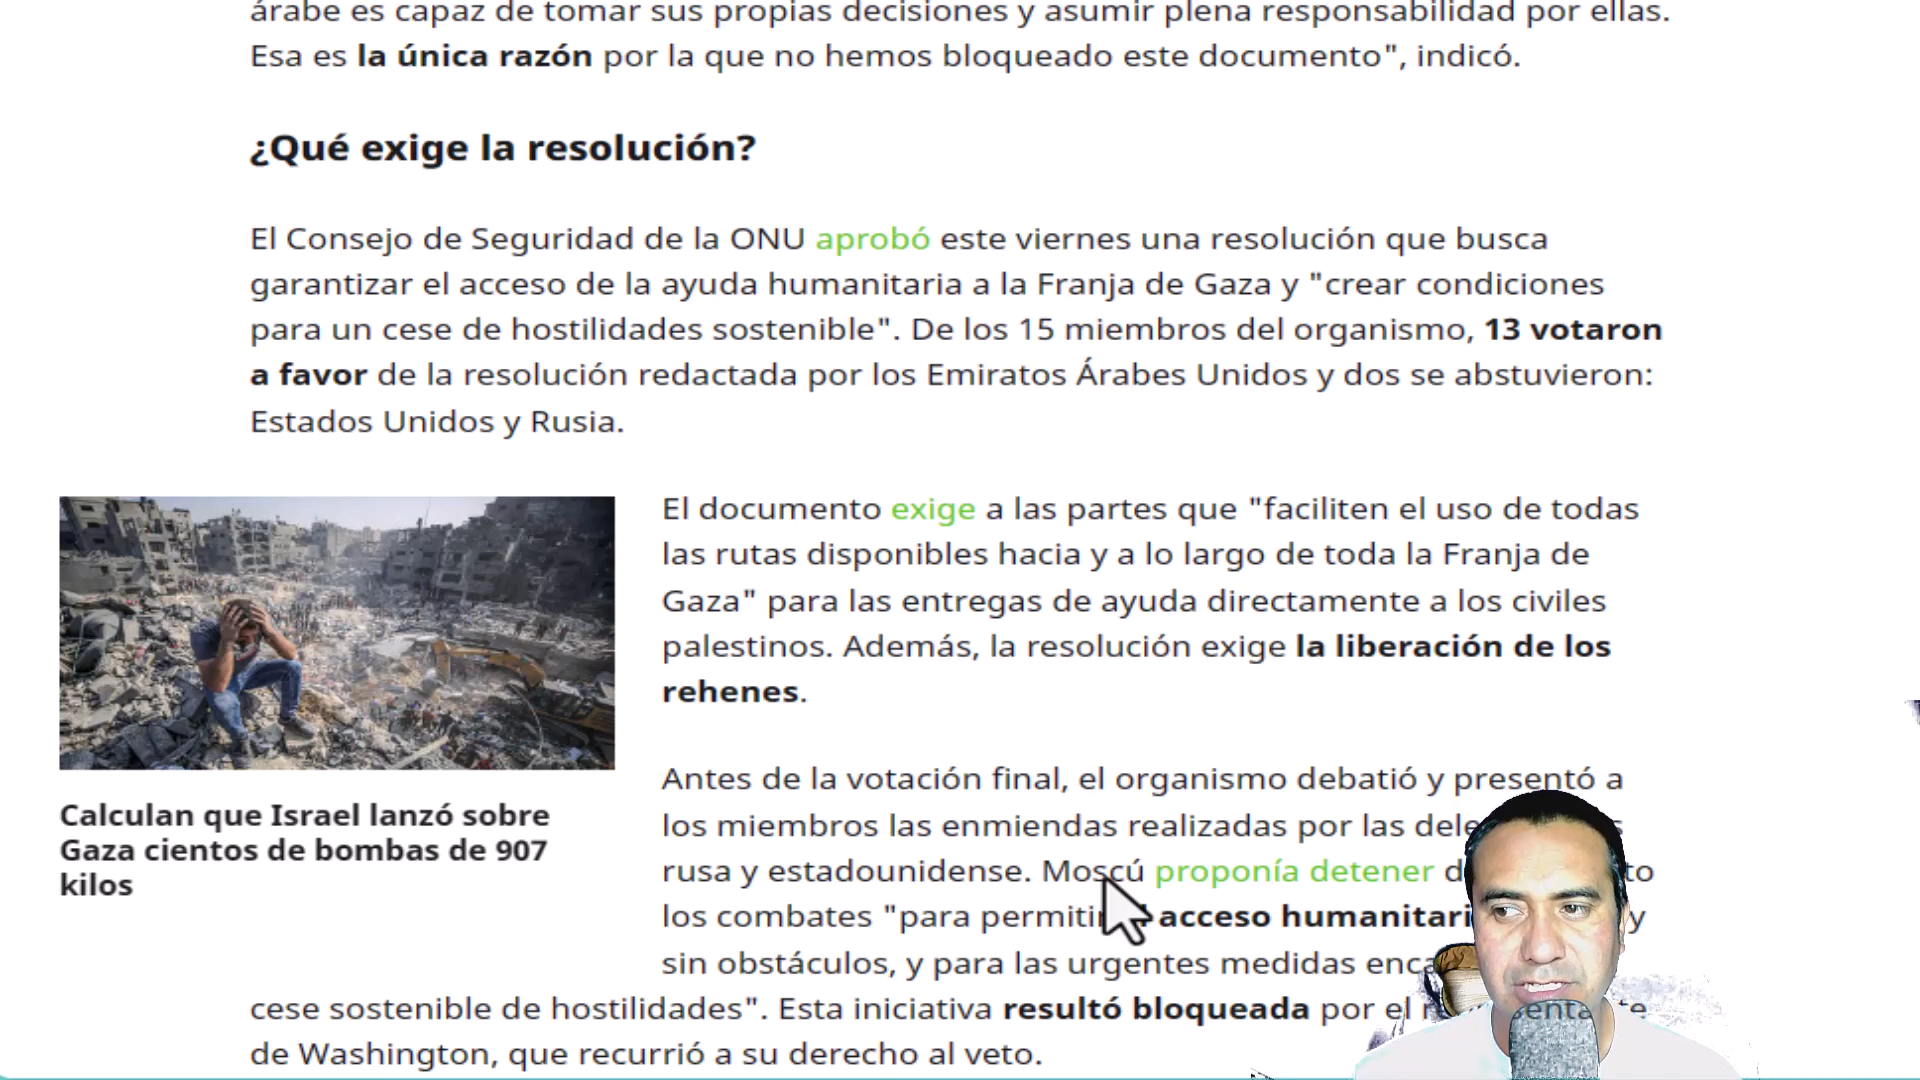 árabe es capaz de tomar sus propias decisiones y asumir plena responsabilidad por ellas.
Esa es la única razón por la que no hemos bloqueado este documento", indicó.
¿Qué exige la resolución?
El Consejo de Seguridad de la ONU aprobó este viernes una resolución que busca
garantizar el acceso de la ayuda humanitaria a la Franja de Gaza y "crear condiciones
para un cese de hostilidades sostenible". De los 15 miembros del organismo, 13 votaron
a favor de la resolución redactada por los Emiratos Árabes Unidos y dos se abstuvieron:
Estados Unidos y Rusia.
El documento exige a las partes que "faciliten el uso de todas
las rutas disponibles hacia y a lo largo de toda la Franja de
Gaza" para las entregas de ayuda directamente a los civiles
palestinos. Además, la resolución exige la liberación de los
rehenes.
Calculan que Israel lanzó sobre
Gaza cientos de bombas de 907
kilos
Antes de la votación final, el organismo debatió y presentó a
los miembros las enmiendas realizadas por las
rusa y estadounidense. Moscú proponía detener
los combates "para permitir acceso y
sin obstáculos, y para las urgentes medidas
cese sostenible de hostilidades". Esta iniciativa resultó bloqueada por el
de Washington, que recurrió a su derecho al veto.